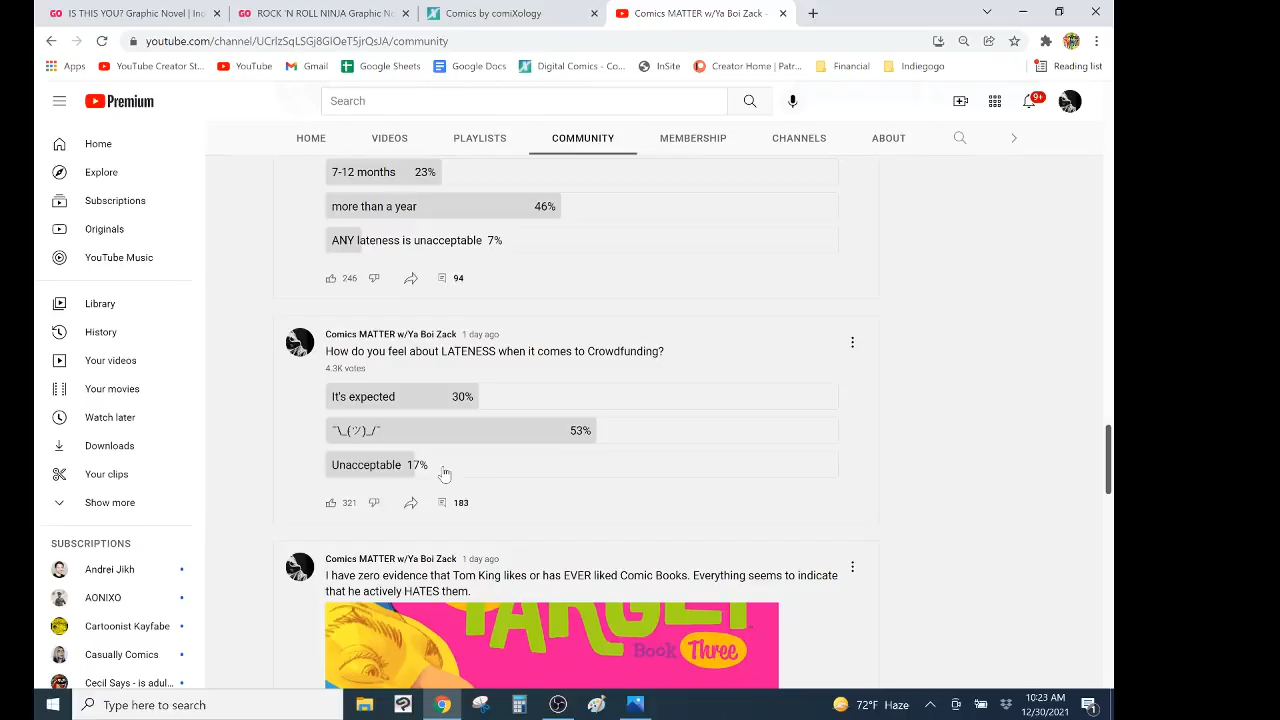 IS THIS YOU? Graphic Novel | Ind
ROCK 'N ROLL NINJA Graphic No
Comics by comiXology
Comics MATTER w/Ya Boi Zack -
youtube.com/channel/UCrIzSqLSGj8GIOeT5jrOsJA/community
Apps
YouTube Creator St...
YouTube
Gmail
Google Sheets
Google Docs
Digital Comics - Co...
InSite
Creator Home | Patr...
Financial
Indiegogo
Reading list
Premium
Search
9+
HOME
VIDEOS
PLAYLISTS
COMMUNITY
MEMBERSHIP
CHANNELS
ABOUT
Home
Explore
Subscriptions
Originals
YouTube Music
Library
History
Your videos
Your movies
Watch later
Downloads
Your clips
Show more
SUBSCRIPTIONS
Andrei Jikh
AONIXO
Cartoonist Kayfabe
Casually Comics
Cecil Says - is adul...
7-12 months 23%
more than a year 46%
ANY lateness is unacceptable 7%
246 94
Comics MATTER w/Ya Boi Zack 1 day ago
How do you feel about LATENESS when it comes to Crowdfunding?
4.3K votes
It's expected 30%
¯\_(ツ)_/¯ 53%
Unacceptable 17%
321 183
Comics MATTER w/Ya Boi Zack 1 day ago
I have zero evidence that Tom King likes or has EVER liked Comic Books. Everything seems to indicate
that he actively HATES them.
TARGET
Book Three
Type here to search
72°F Haze
10:23 AM
12/30/2021
1